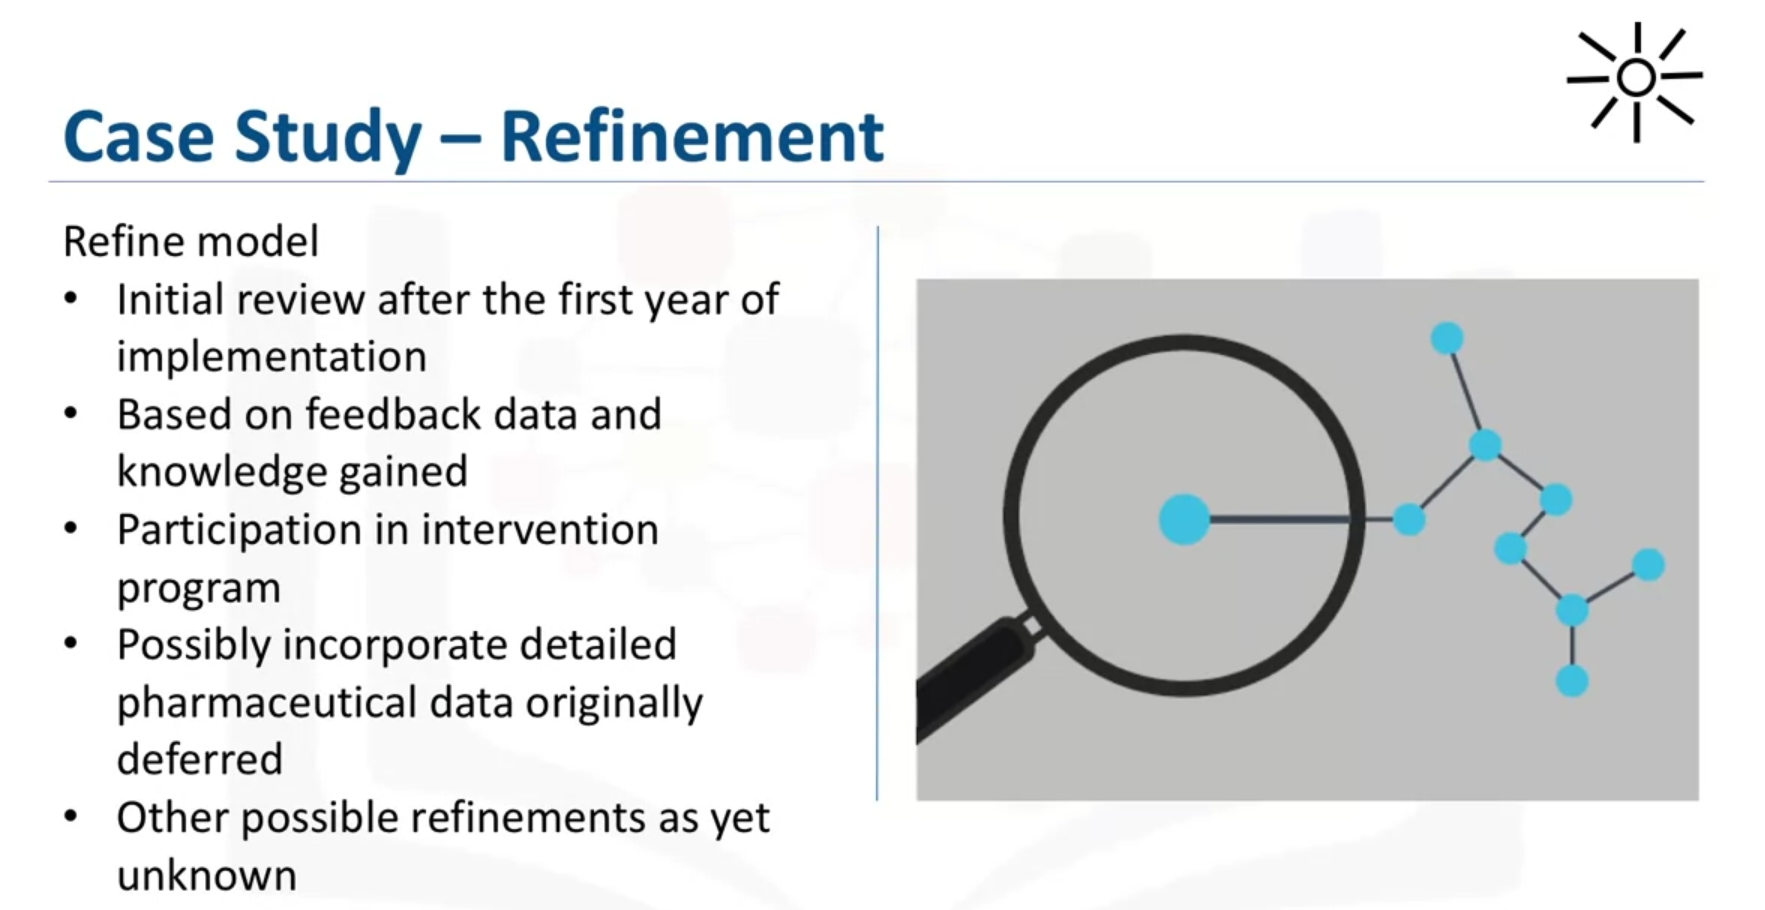 Case Study – Refinement
Refine model
• Initial review after the first year of
implementation
• Based on feedback data and
knowledge gained
• Participation in intervention
program
• Possibly incorporate detailed
pharmaceutical data originally
deferred
• Other possible refinements as yet
unknown